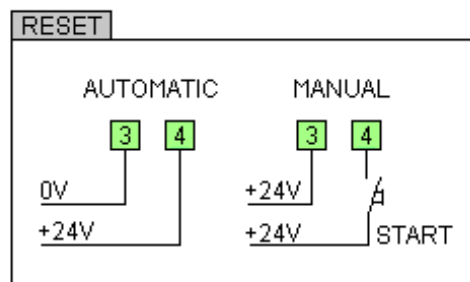 RESET
AUTOMATIC MANUAL
3 4 3 4
0V +24V
+24V +24V START